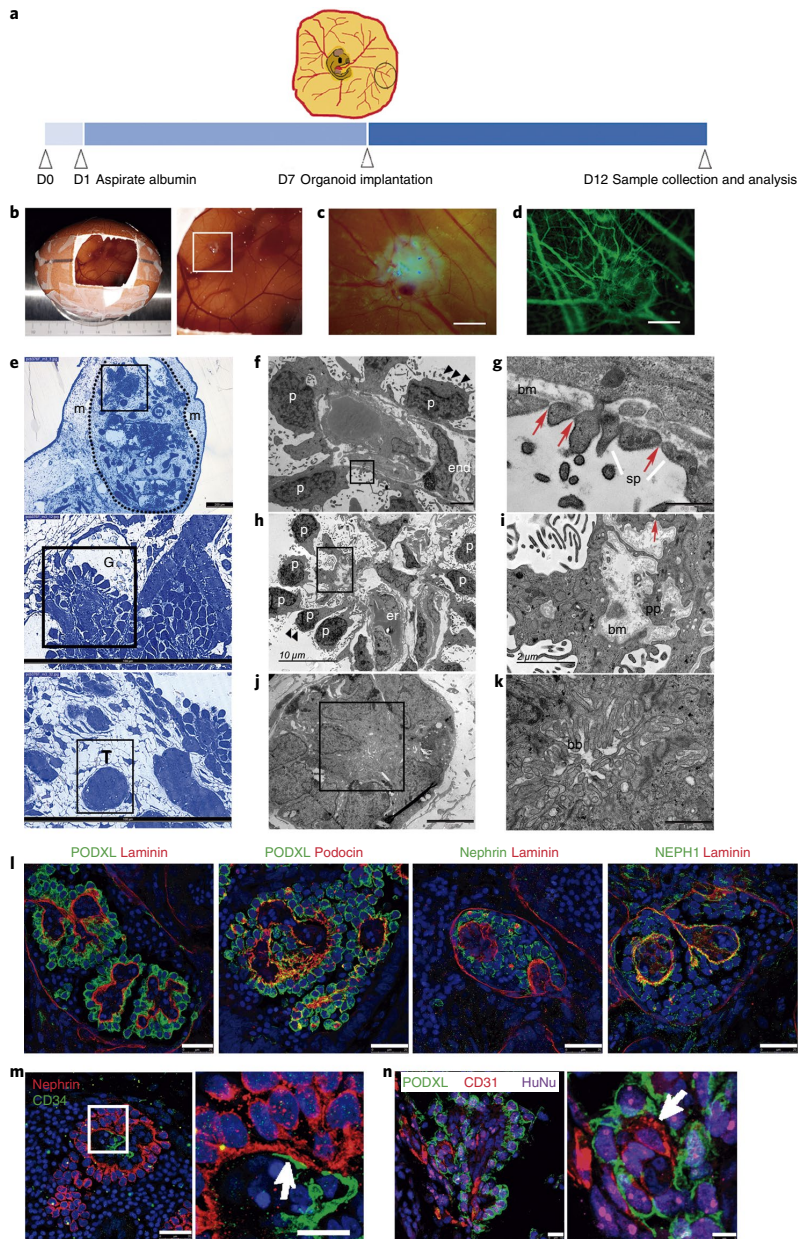 a
D0
D1 Aspirate albumin
D7 Organoid implantation
D12 Sample collection and analysis
b
c
d
e
m
m
G
T
f
p
p
p
p
end
g
bm
sp
h
p
p
p
p
p
p
p
p
er
10 µm
i
pp
bm
2 µm
j
k
bb
l
PODXL Laminin
PODXL Podocin
Nephrin Laminin
NEPH1 Laminin
m
Nephrin
CD34
n
PODXL CD31 HuNu